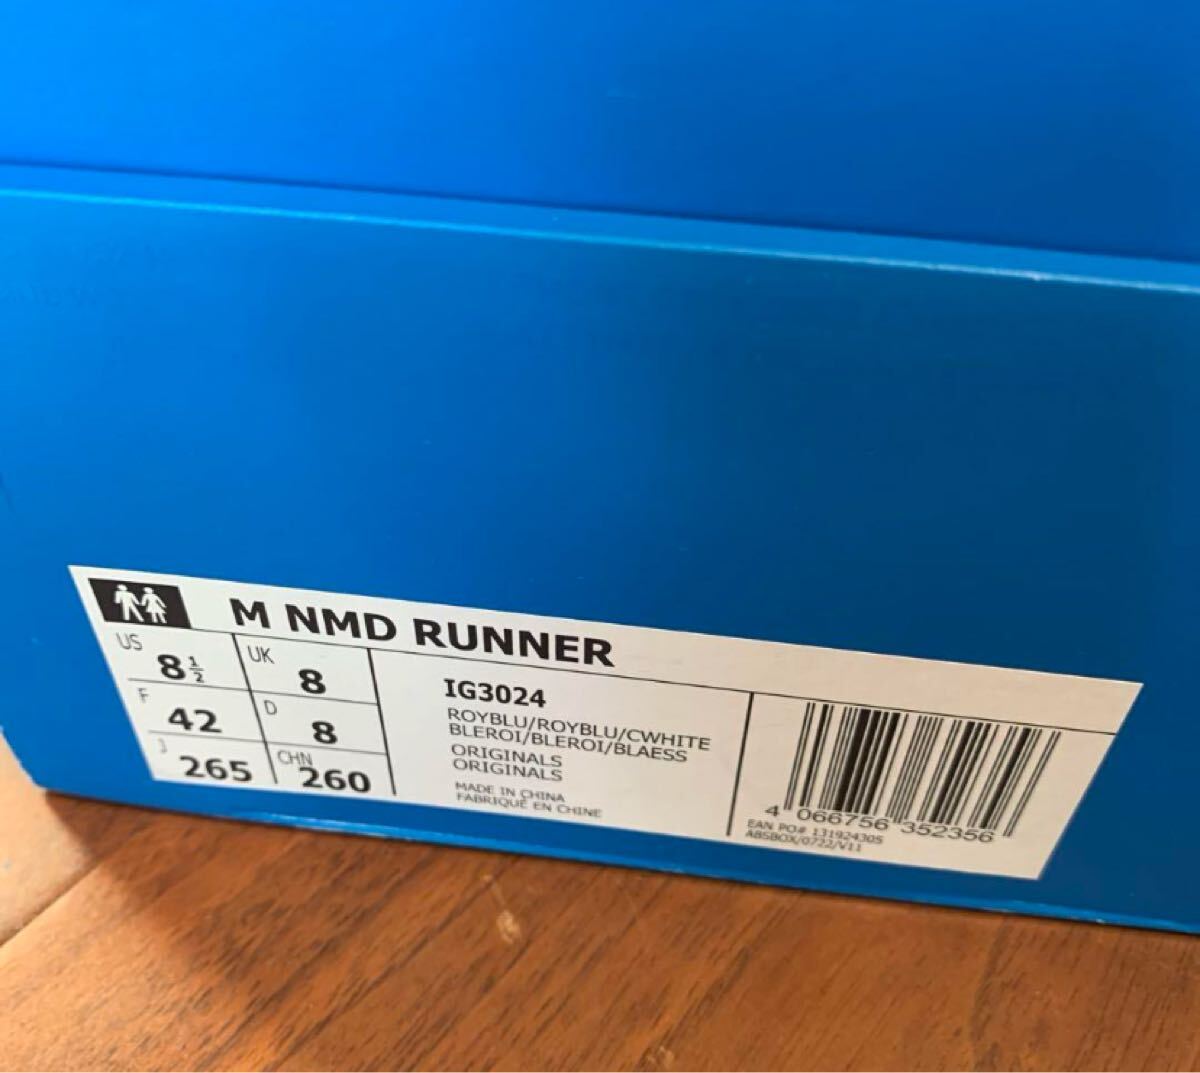 M NMD RUNNER
US 8½ UK 8
F 42 D 8
J 265 CHN 260
IG3024
ROYBLU/ROYBLU/CWHITE
BLEROI/BLEROI/BLAESS
ORIGINALS
ORIGINALS
MADE IN CHINA
FABRIQUÉ EN CHINE
4 066756 352356
EAN PO# 131924305
ABSBOX/0722/V11